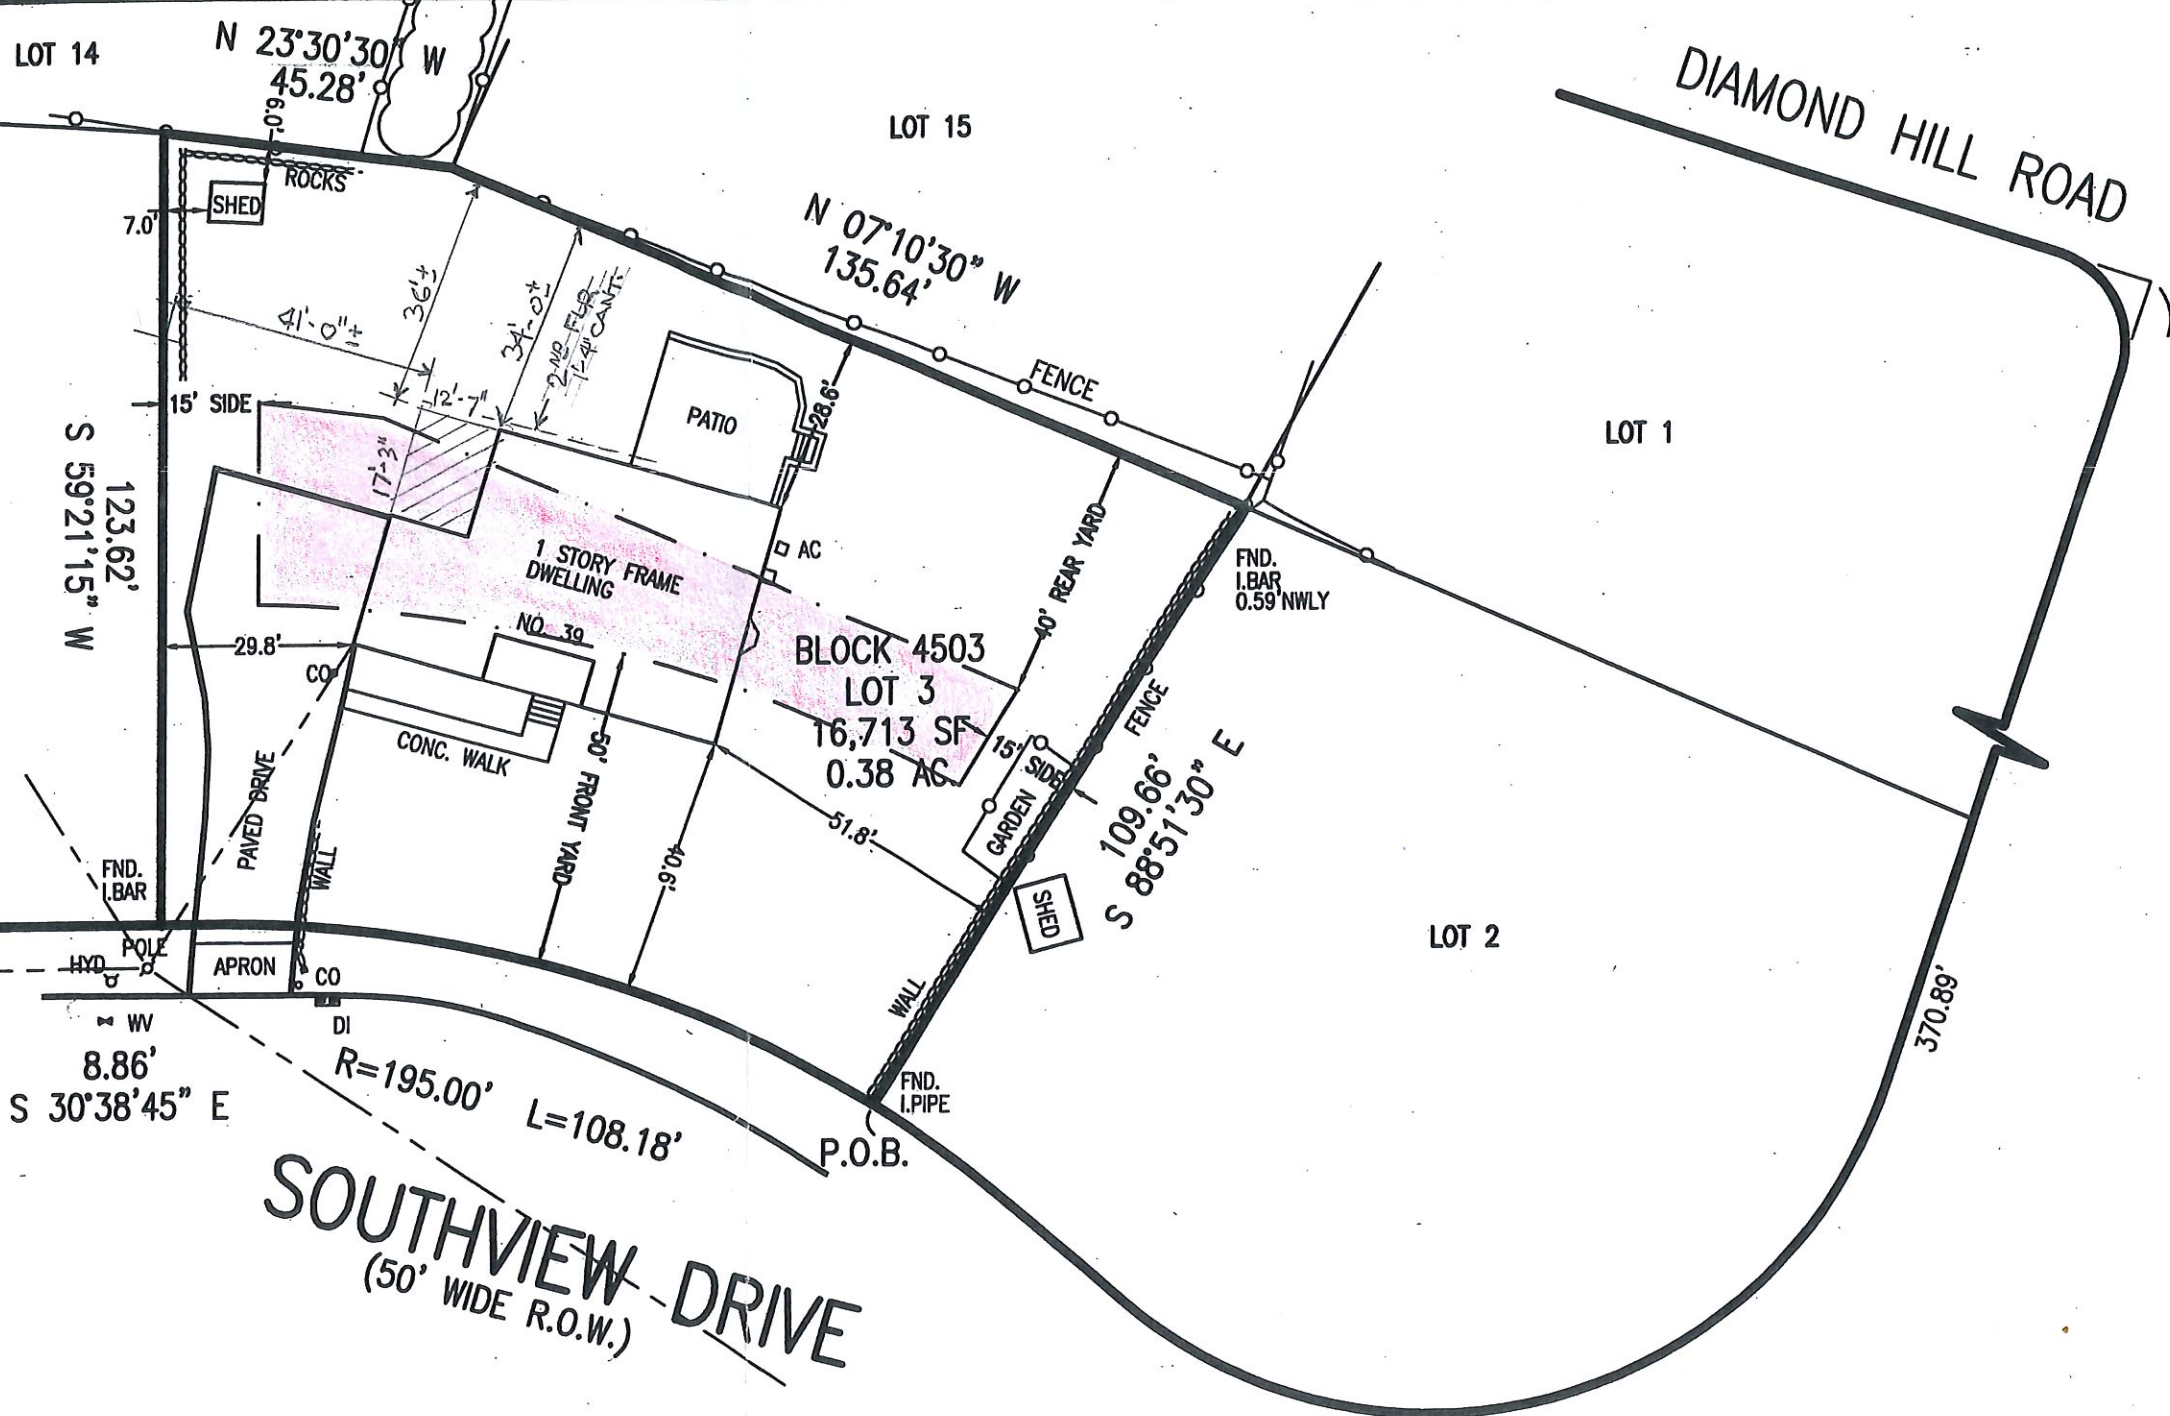 LOT 14
N 23°30'30"
W
45.28'
6.0'
LOT 15
DIAMOND HILL ROAD
ROCKS
SHED
7.0'
N 07°10'30" W
135.64'
36'±
34'-0"±
2ND FLR
1'-4" CANT.
41'-0"±
FENCE
15' SIDE
12'-7"
17'-3"
PATIO
28.6'
LOT 1
S 59°21'15" W
123.62'
1 STORY FRAME
DWELLING
AC
NO. 39
40' REAR YARD
FND.
I.BAR
0.59'NWLY
29.8'
CO
BLOCK 4503
LOT 3
16,713 SF
0.38 AC.
FENCE
15' SIDE
GARDEN
CONC. WALK
50' FRONT YARD
PAVED DRIVE
WALL
51.8'
40.6'
109.66'
S 88°51'30" E
SHED
LOT 2
370.89'
FND.
I.BAR
POLE
HYD
APRON
CO
WALL
WV
DI
8.86'
S 30°38'45" E
R=195.00'
L=108.18'
FND.
I.PIPE
P.O.B.
SOUTHVIEW DRIVE
(50' WIDE R.O.W.)